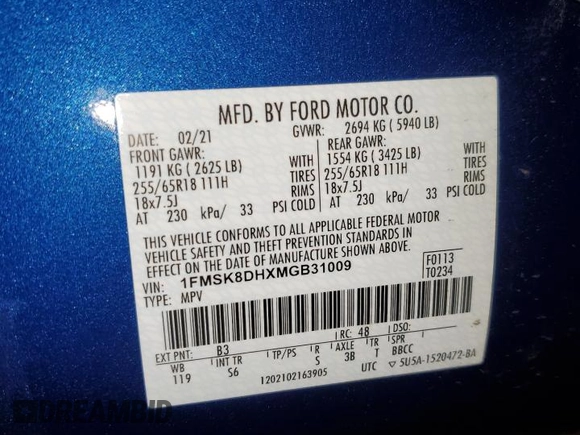 MFD. BY FORD MOTOR CO.
DATE: 02/21 GVWR: 2694 KG ( 5940 LB)
FRONT GAWR: REAR GAWR:
1191 KG ( 2625 LB) WITH 1554 KG ( 3425 LB) WITH
255/65R18 111H TIRES 255/65R18 111H TIRES
18x7.5J RIMS 18x7.5J RIMS
AT 230 kPa/ 33 PSI COLD AT 230 kPa/ 33 PSI COLD
THIS VEHICLE CONFORMS TO ALL APPLICABLE FEDERAL MOTOR
VEHICLE SAFETY AND THEFT PREVENTION STANDARDS IN
EFFECT ON THE DATE OF MANUFACTURE SHOWN ABOVE.
VIN: 1FMSK8DHXMGB31009 F0113
TYPE: MPV T0234
EXT PNT: B3 RC: 48 DSO:
WB INT TR TP/PS R AXLE TR SPR
119 S6 S 3B T BBCC
1202102163905 UTC 5U5A-1520472-BA
DREAMBID